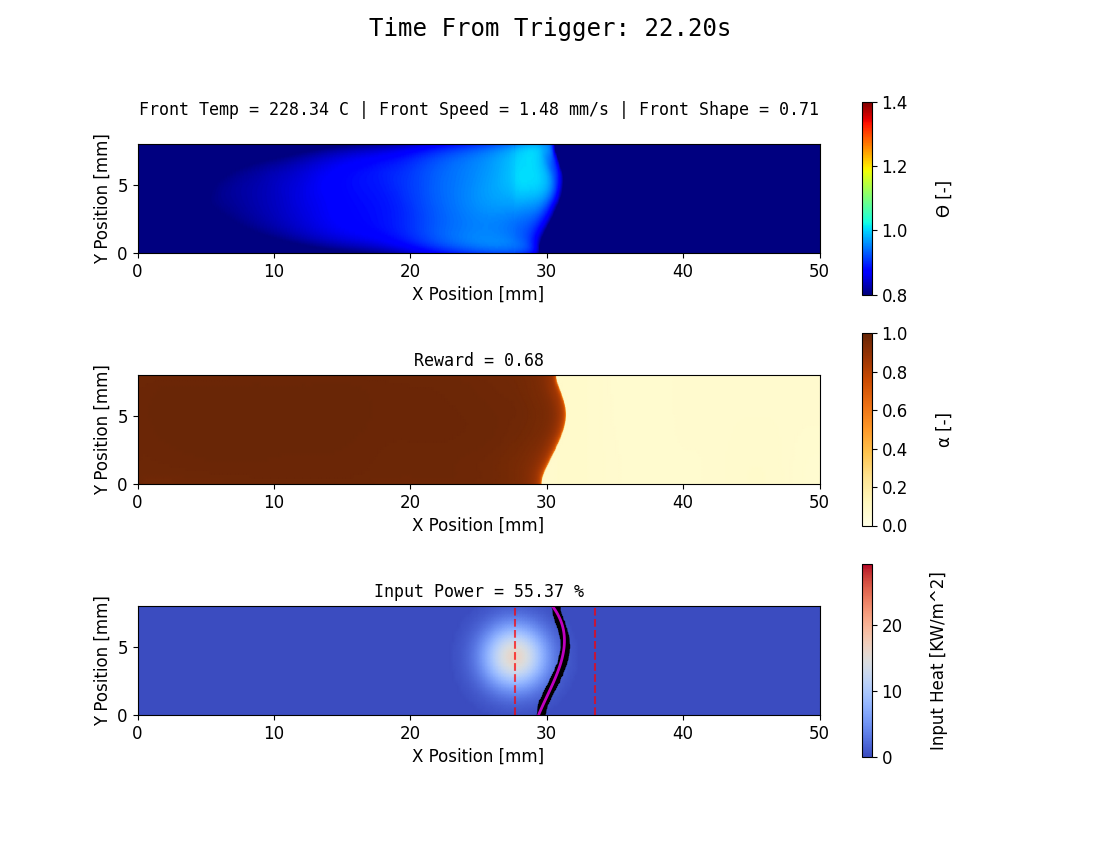 Time From Trigger: 22.20s
Front Temp = 228.34 C | Front Speed = 1.48 mm/s | Front Shape = 0.71
Y Position [mm]
5
0
0 10 20 30 40 50
X Position [mm]
1.4
1.2
1.0
0.8
Θ [-]
Reward = 0.68
Y Position [mm]
5
0
0 10 20 30 40 50
X Position [mm]
1.0
0.8
0.6
0.4
0.2
0.0
α [-]
Input Power = 55.37 %
Y Position [mm]
5
0
0 10 20 30 40 50
X Position [mm]
20
10
0
Input Heat [KW/m^2]